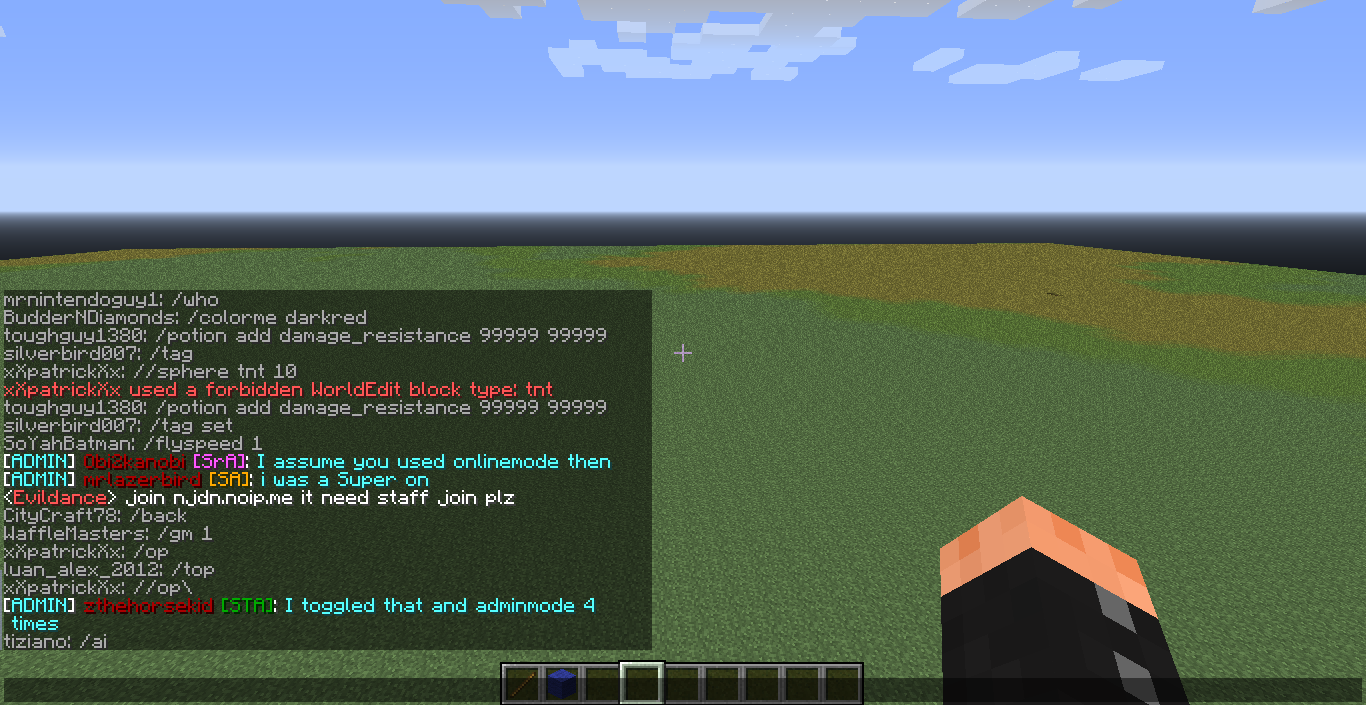 mrnintendoguy1: /who
BudderNDiamonds: /colorme darkred
toughguy1380: /potion add damage_resistance 99999 99999
silverbird007: /tag
xXpatrickXx: //sphere tnt 10
xXpatrickXx used a forbidden WorldEdit block type: tnt
toughguy1380: /potion add damage_resistance 99999 99999
silverbird007: /tag set
SoYahBatman: /flyspeed 1
[ADMIN] Obi2kanobi [SrA]: I assume you used onlinemode then
[ADMIN] mrlazerbird [SA]: i was a Super on
<Evildance> join njdn.noip.me it need staff join plz
CityCraft78: /back
WaffleMasters: /gm 1
xXpatrickXx: /op
luan_alex_2012: /top
xXpatrickXx: //op\
[ADMIN] zthehorsekid [STA]: I toggled that and adminmode 4
times
tiziano: /ai